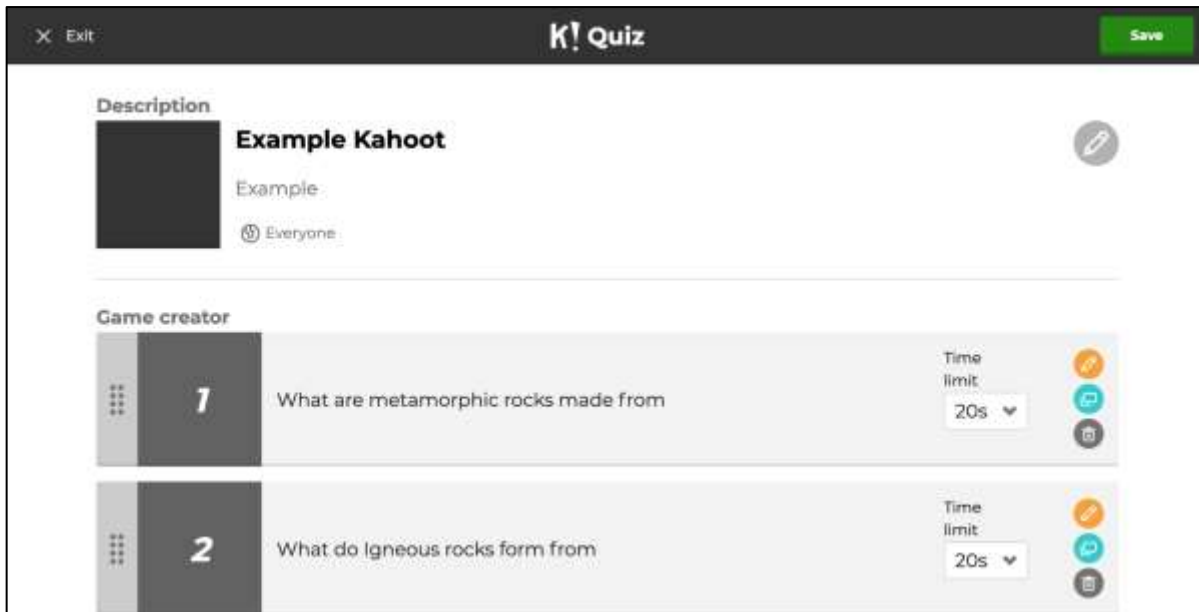 X Exit
K! Quiz
Save
Description
Example Kahoot
Example
Everyone
Game creator
1
What are metamorphic rocks made from
Time
limit
20s
2
What do Igneous rocks form from
Time
limit
20s